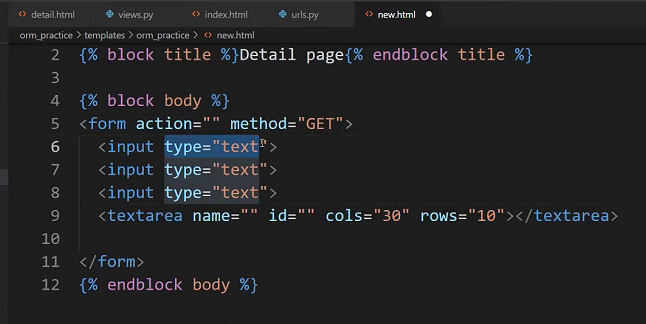 detail.html views.py index.html urls.py new.html
orm_practice > templates > orm_practice > new.html
2 {% block title %}Detail page{% endblock title %}
3
4 {% block body %}
5 <form action="" method="GET">
6 <input type="text">
7 <input type="text">
8 <input type="text">
9 <textarea name="" id="" cols="30" rows="10"></textarea>
10
11 </form>
12 {% endblock body %}